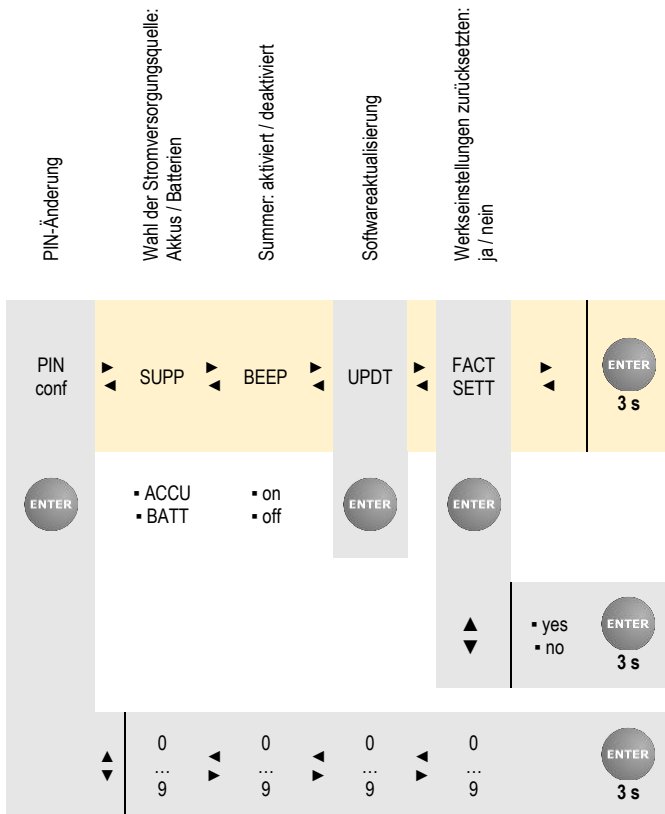 PIN-Änderung
Wahl der Stromversorgungsquelle:
Akkus / Batterien
Summer: aktiviert / deaktiviert
Softwareaktualisierung
Werkseinstellungen zurücksetzten:
ja / nein
PIN
conf
► ◄
SUPP
► ◄
BEEP
► ◄
UPDT
► ◄
FACT
SETT
► ◄
ENTER
3 s
ENTER
▪ ACCU
▪ BATT
▪ on
▪ off
ENTER
ENTER
▲
▼
▪ yes
▪ no
ENTER
3 s
▲
▼
0
…
9
◄ ►
0
…
9
◄ ►
0
…
9
◄ ►
0
…
9
ENTER
3 s